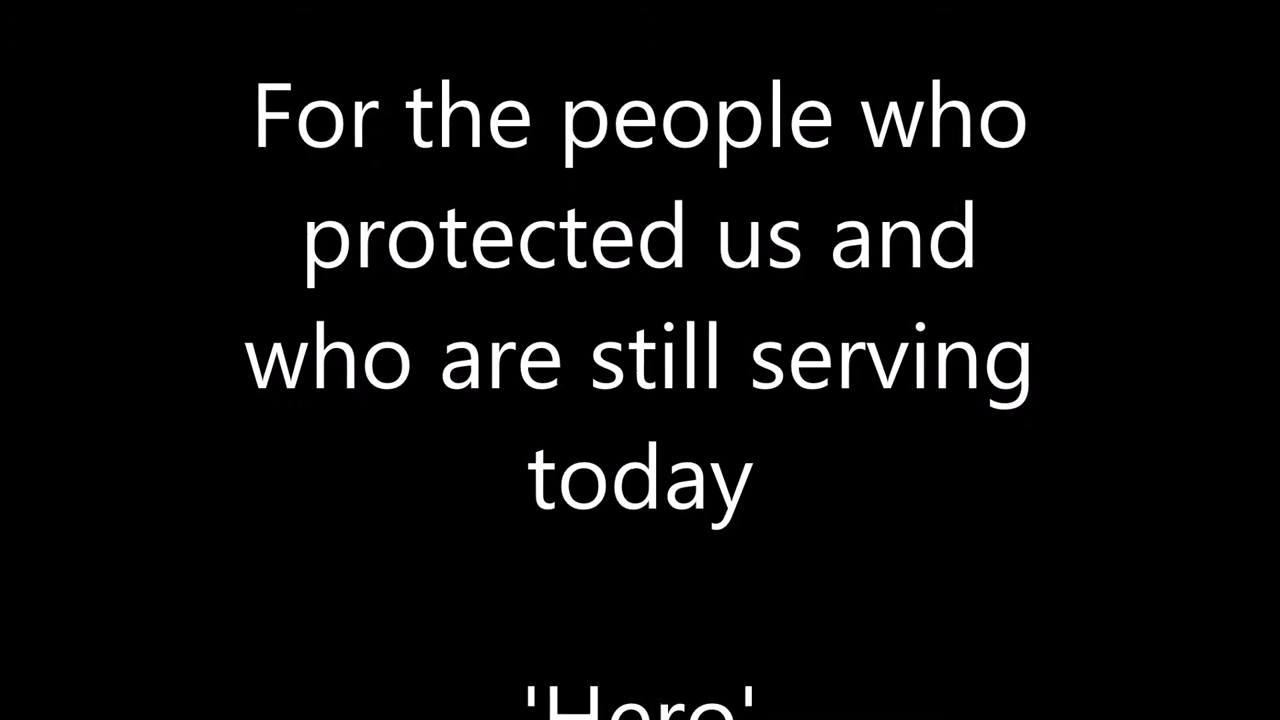 For the people who
protected us and
who are still serving
today
'Hero'